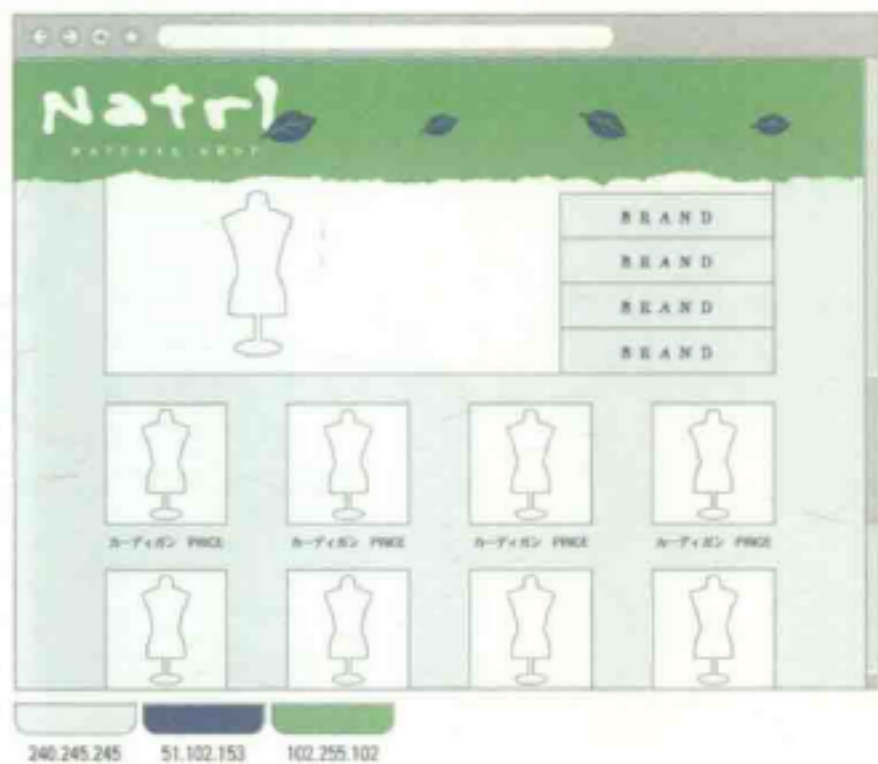 Natrl
NATURAL SHOP
BRAND
BRAND
BRAND
BRAND
カーディガン PRICE
カーディガン PRICE
カーディガン PRICE
カーディガン PRICE
240.245.245
51.102.153
102.255.102